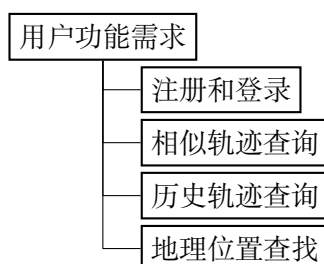 用户功能需求
注册和登录
相似轨迹查询
历史轨迹查询
地理位置查找